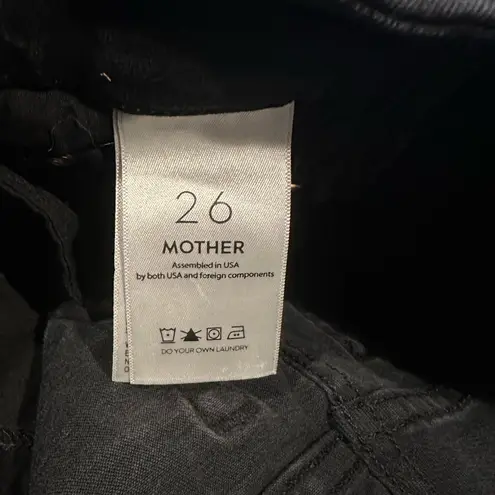 26
MOTHER
Assembled in USA
by both USA and foreign components
DO YOUR OWN LAUNDRY